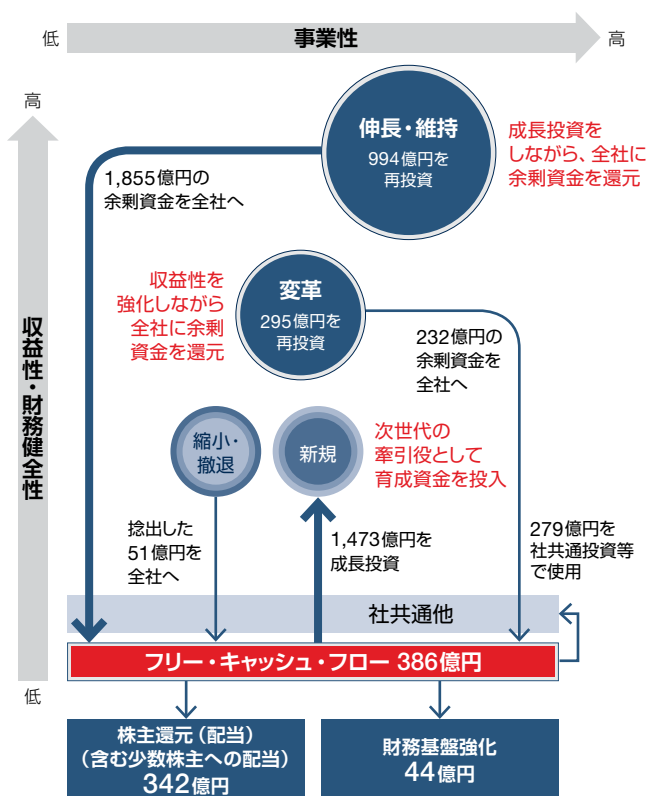 低
事業性
高
高
収益性・財務健全性
低
伸長・維持
994億円を
再投資
成長投資を
しながら、全社に
余剰資金を還元
1,855億円の
余剰資金を全社へ
収益性を
強化しながら
全社に余剰
資金を還元
変革
295億円を
再投資
232億円の
余剰資金を
全社へ
縮小・
撤退
新規
次世代の
牽引役として
育成資金を投入
捻出した
51億円を
全社へ
1,473億円を
成長投資
279億円を
社共通投資等
で使用
社共通他
フリー・キャッシュ・フロー 386億円
株主還元（配当）
（含む少数株主への配当）
342億円
財務基盤強化
44億円